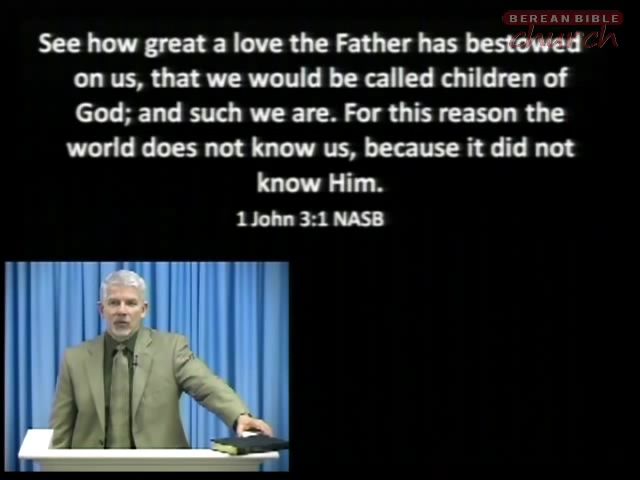 BEREAN BIBLE
church
See how great a love the Father has bestowed
on us, that we would be called children of
God; and such we are. For this reason the
world does not know us, because it did not
know Him.
1 John 3:1 NASB